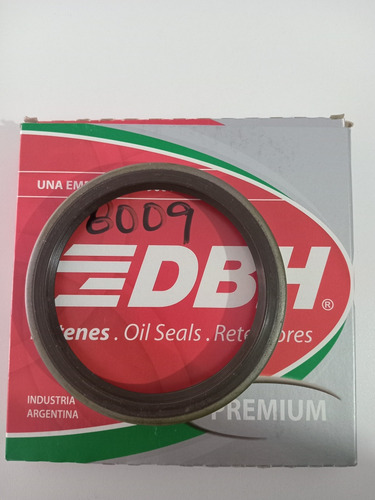 UNA EM
8009
DBH®
tenes . Oil Seals . Rete ores
INDUSTRIA
ARGENTINA
PREMIUM